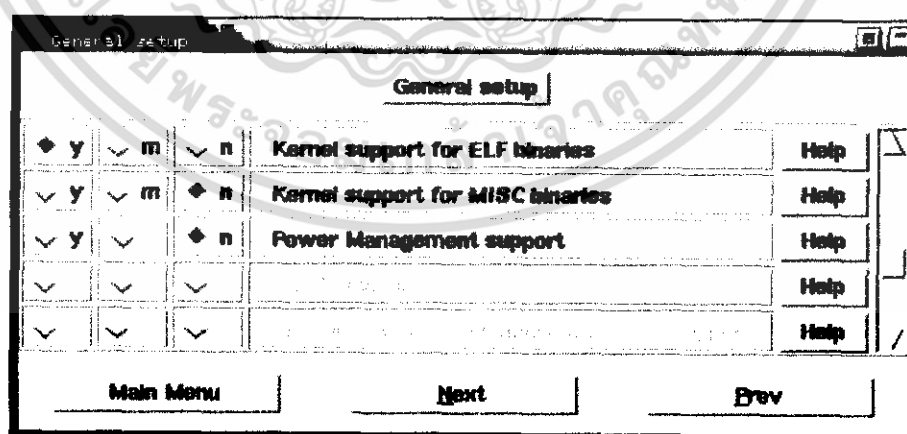 General setup
General setup
y m n Kernel support for ELF binaries Help
y m n Kernel support for MISC binaries Help
y n Power Management support Help
Help
Help
Main Menu Next Prev